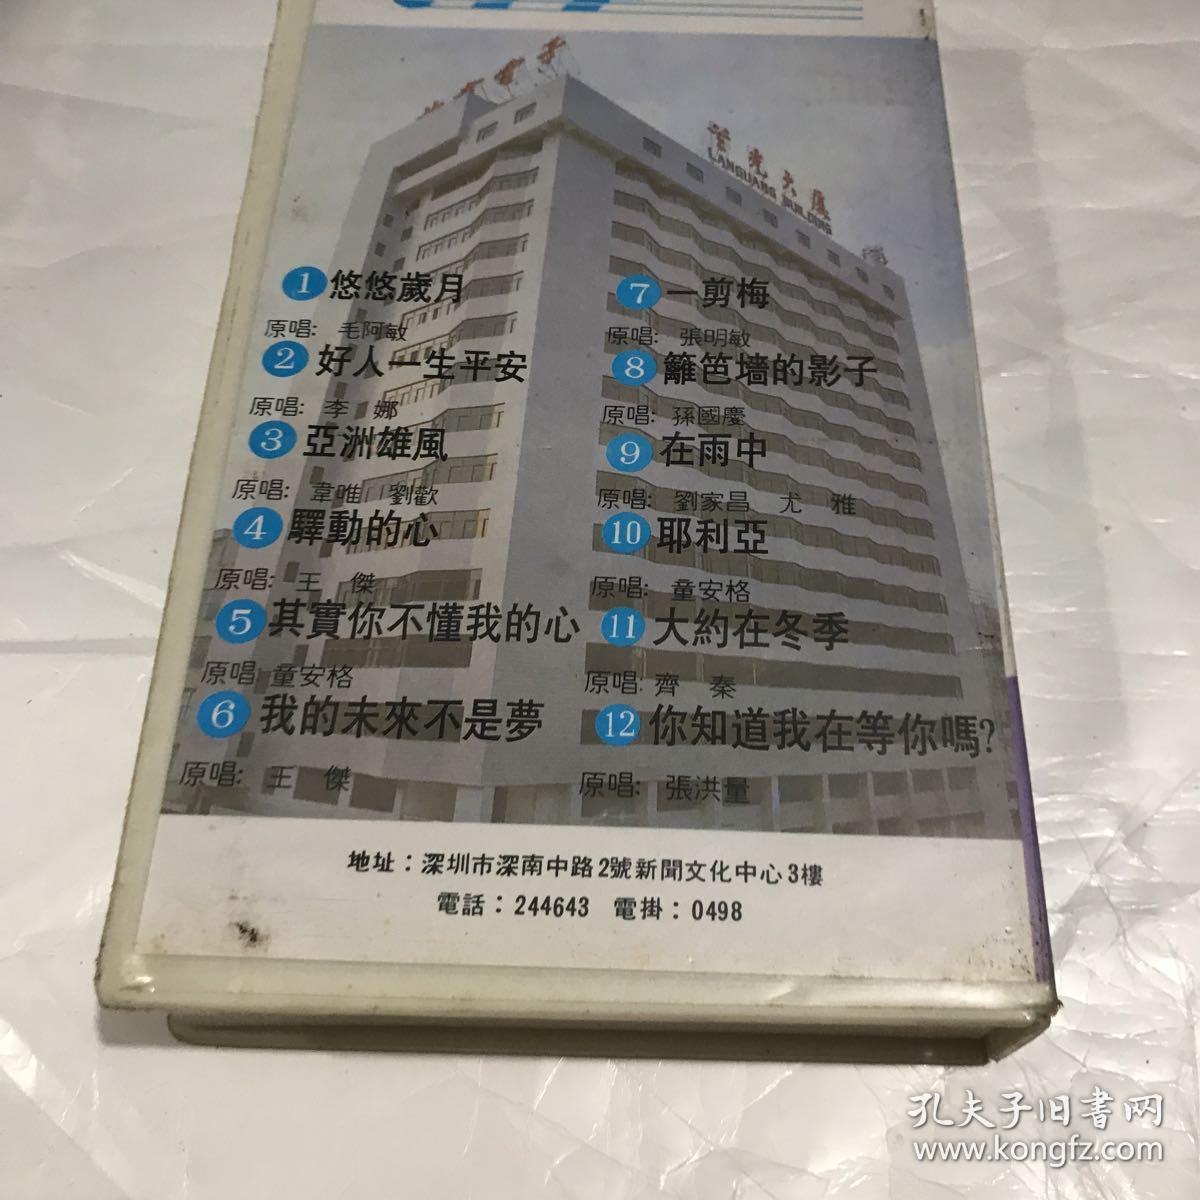 藍光大廈
LANGUANG BUILDING
1 悠悠歲月
原唱: 毛阿敏
2 好人一生平安
原唱: 李 娜
3 亞洲雄風
原唱: 韋唯 劉歡
4 驛動的心
原唱: 王 傑
5 其實你不懂我的心
原唱: 童安格
6 我的未來不是夢
原唱: 王 傑
7 一剪梅
原唱: 張明敏
8 籬笆墻的影子
原唱: 孫國慶
9 在雨中
原唱: 劉家昌 尤 雅
10 耶利亞
原唱: 童安格
11 大約在冬季
原唱: 齊 秦
12 你知道我在等你嗎?
原唱: 張洪量
地址：深圳市深南中路2號新聞文化中心3樓
電話：244643 電掛：0498
孔夫子旧书网
www.kongfz.com